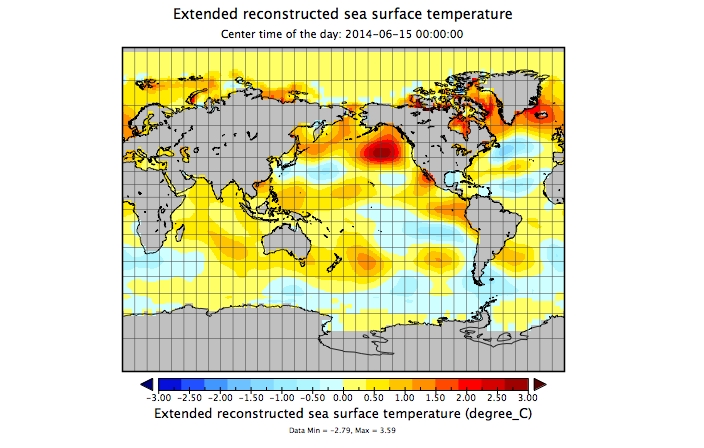 Extended reconstructed sea surface temperature
Center time of the day: 2014-06-15 00:00:00
-3.00 -2.50 -2.00 -1.50 -1.00 -0.50 0.00 0.50 1.00 1.50 2.00 2.50 3.00
Extended reconstructed sea surface temperature (degree_C)
Data Min = -2.79, Max = 3.59